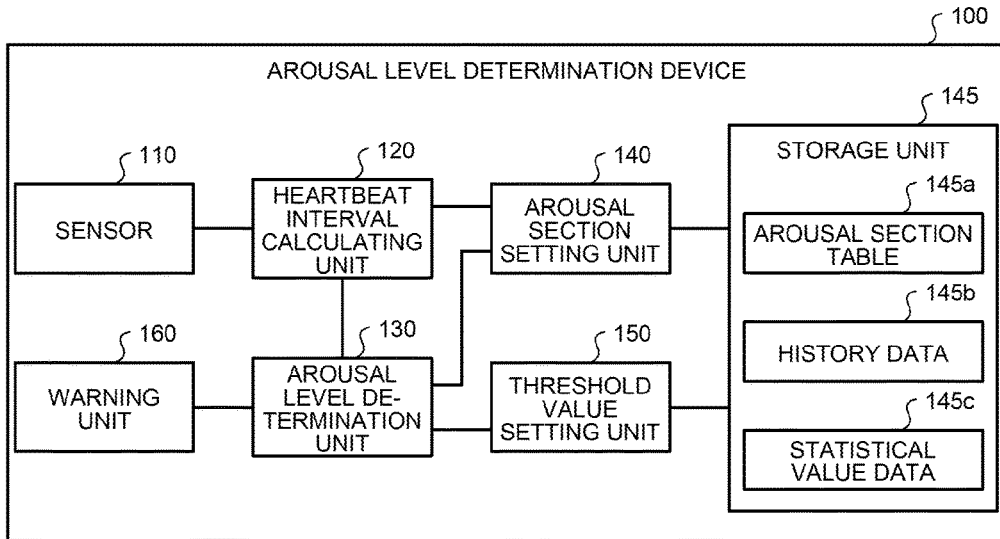 100
AROUSAL LEVEL DETERMINATION DEVICE
145
STORAGE UNIT
110
SENSOR
120
HEARTBEAT
INTERVAL
CALCULATING
UNIT
140
AROUSAL
SECTION
SETTING UNIT
145a
AROUSAL SECTION
TABLE
145b
HISTORY DATA
160
WARNING
UNIT
130
AROUSAL
LEVEL DE-
TERMINATION
UNIT
150
THRESHOLD
VALUE
SETTING UNIT
145c
STATISTICAL
VALUE DATA